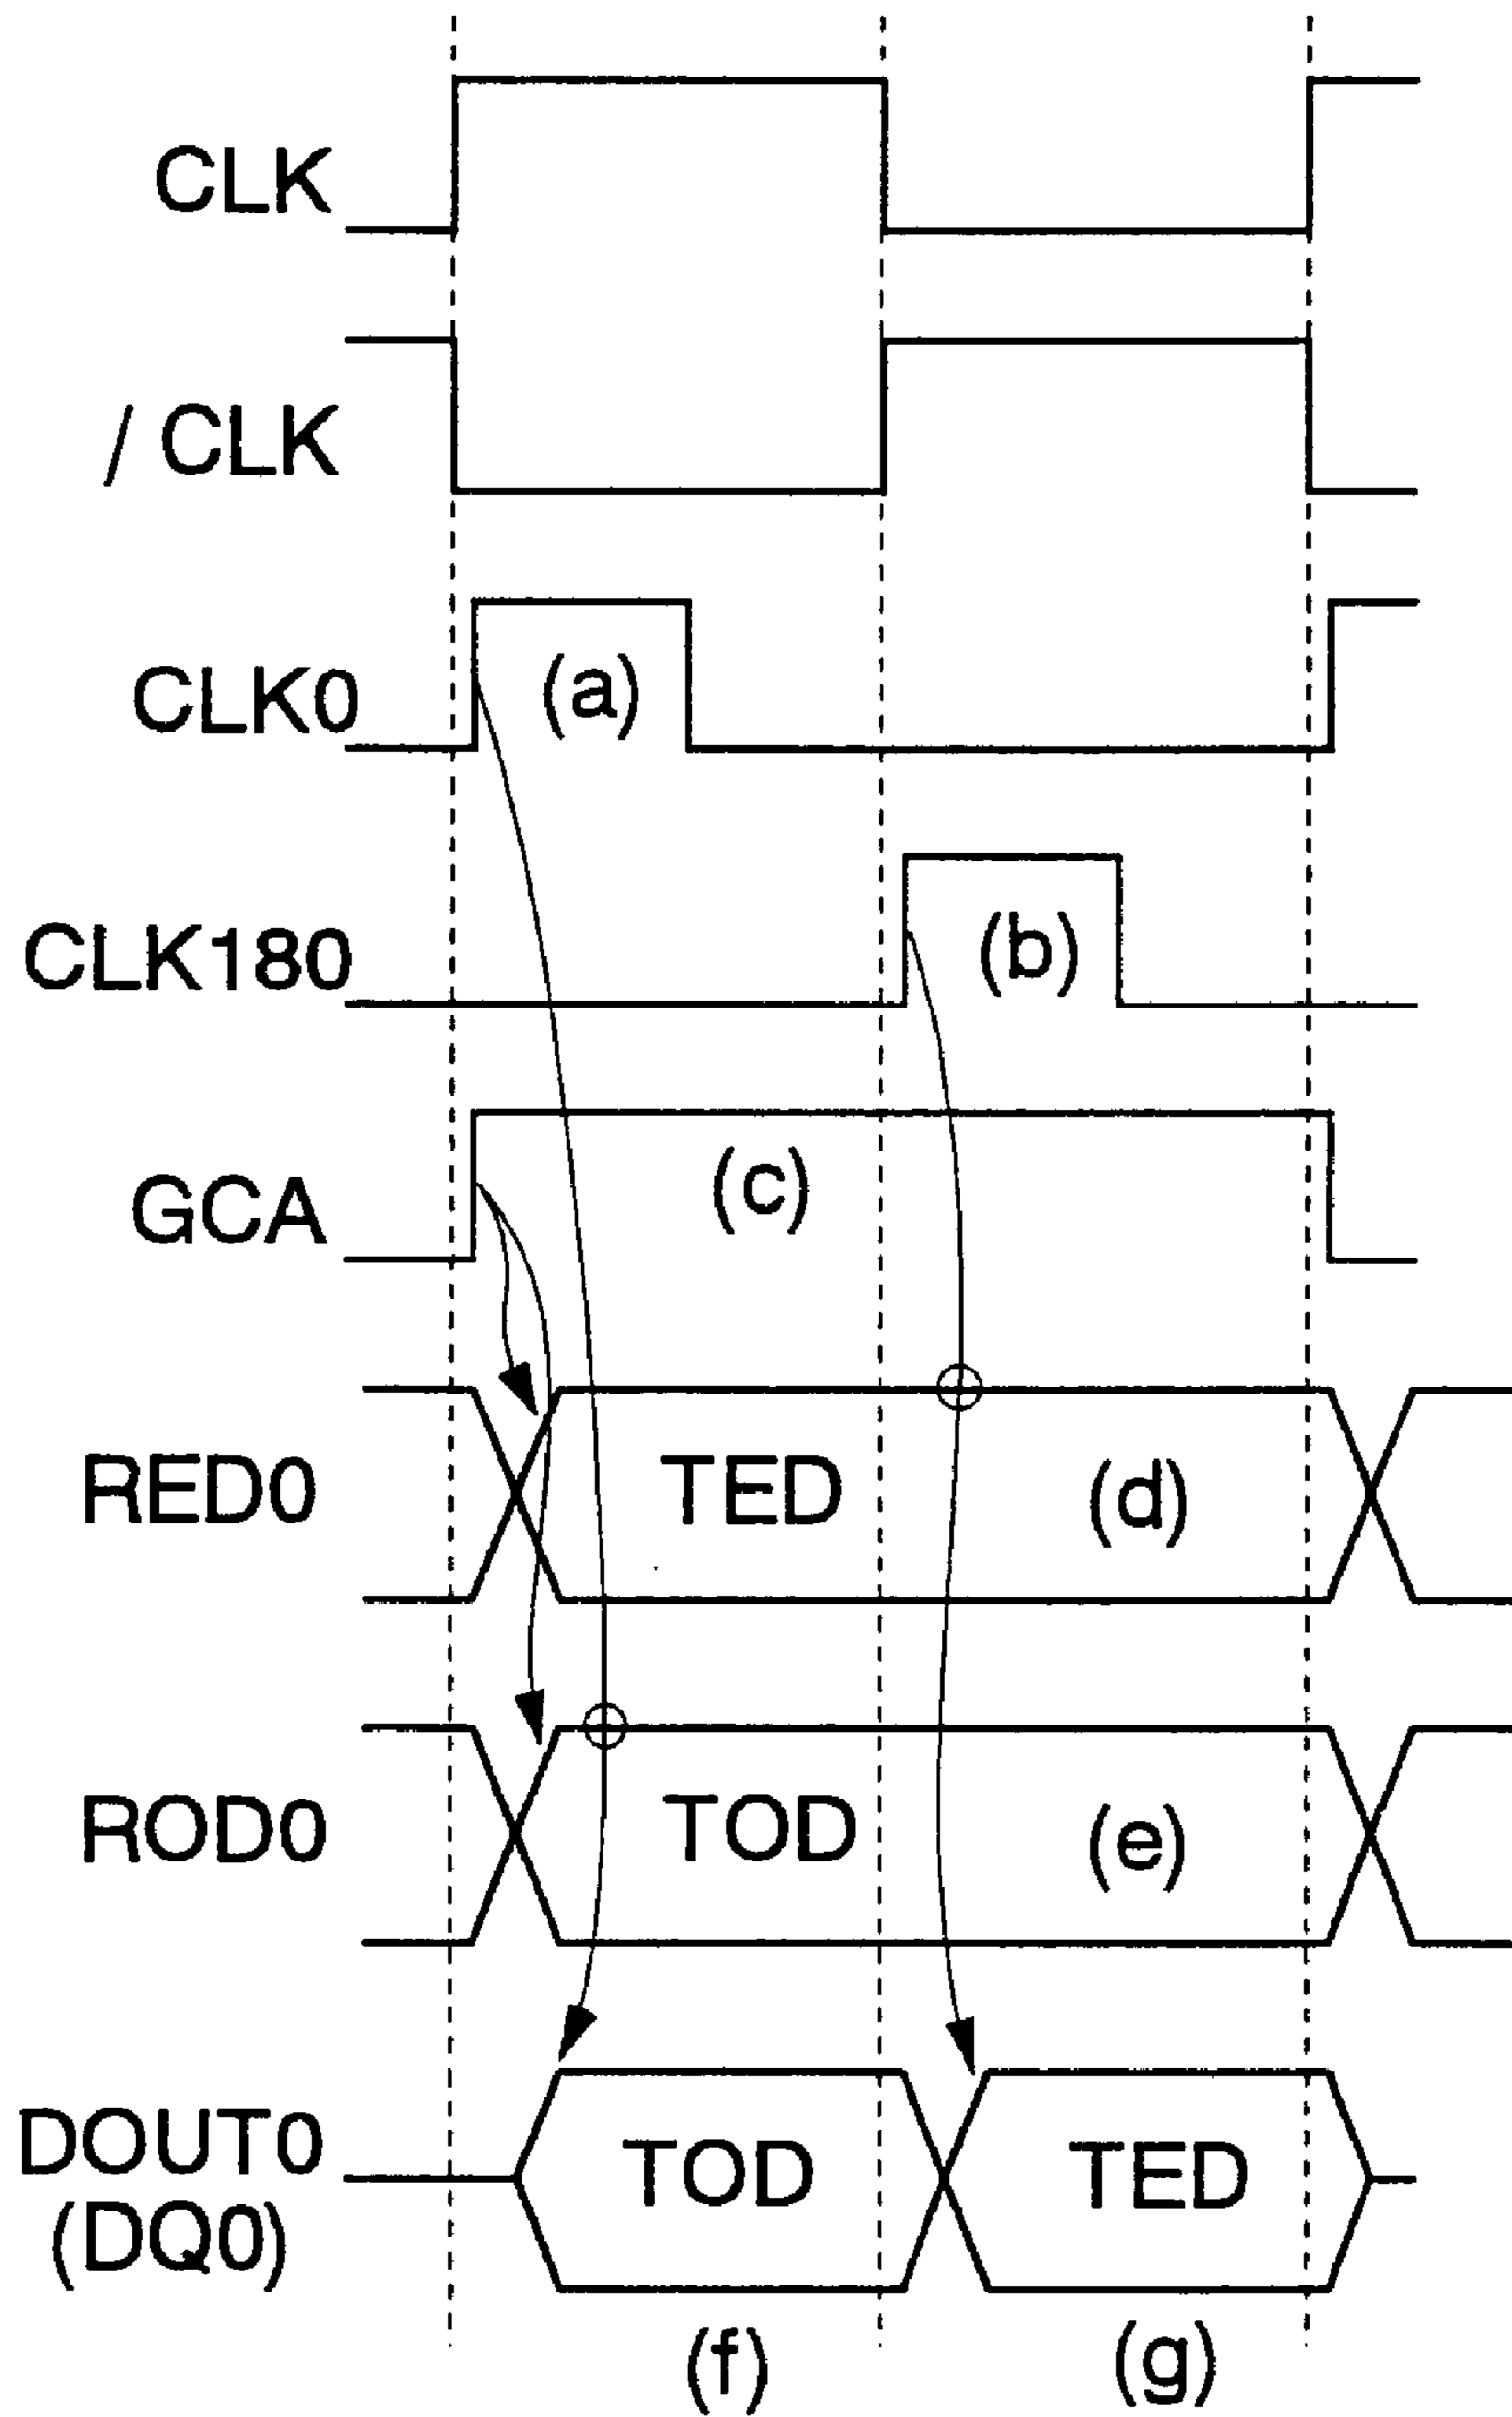 CLK
/ CLK
CLK0 (a)
CLK180 (b)
GCA (c)
RED0 TED (d)
ROD0 TOD (e)
DOUT0 TOD TED
(DQ0)
(f) (g)